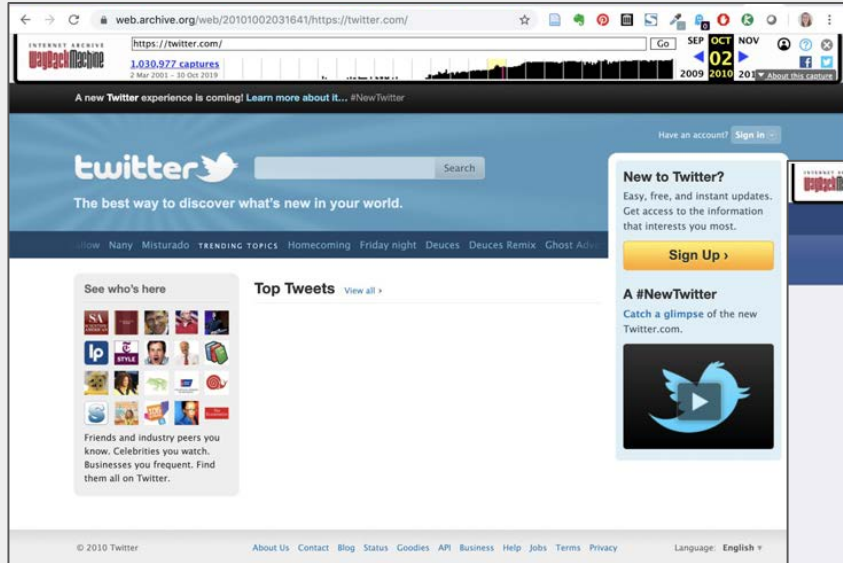 web.archive.org/web/20101002031641/https://twitter.com/
INTERNET ARCHIVE
WayBackMachine
https://twitter.com/
Go
SEP OCT NOV
02
2009 2010 201
1,030,977 captures
2 Mar 2001 – 30 Oct 2019
About this capture
A new Twitter experience is coming! Learn more about it... #NewTwitter
Have an account? Sign in
twitter
Search
The best way to discover what's new in your world.
Nany Misturado TRENDING TOPICS Homecoming Friday night Deuces Deuces Remix Ghost
New to Twitter?
Easy, free, and instant updates.
Get access to the information
that interests you most.
Sign Up ›
See who's here
Top Tweets View all ›
A #NewTwitter
Catch a glimpse of the new
Twitter.com.
SA
lp
STYLE
S
Friends and industry peers you
know. Celebrities you watch.
Businesses you frequent. Find
them all on Twitter.
© 2010 Twitter
About Us Contact Blog Status Goodies API Business Help Jobs Terms Privacy
Language: English